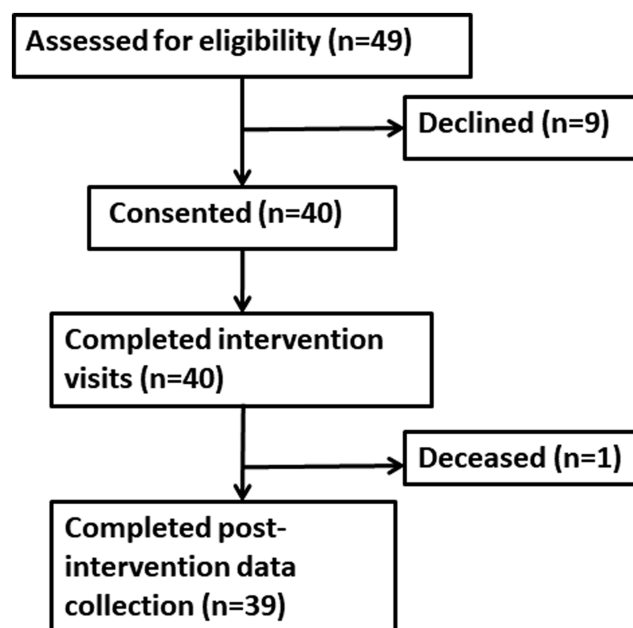 Assessed for eligibility (n=49)
Declined (n=9)
Consented (n=40)
Completed intervention
visits (n=40)
Deceased (n=1)
Completed post-
intervention data
collection (n=39)